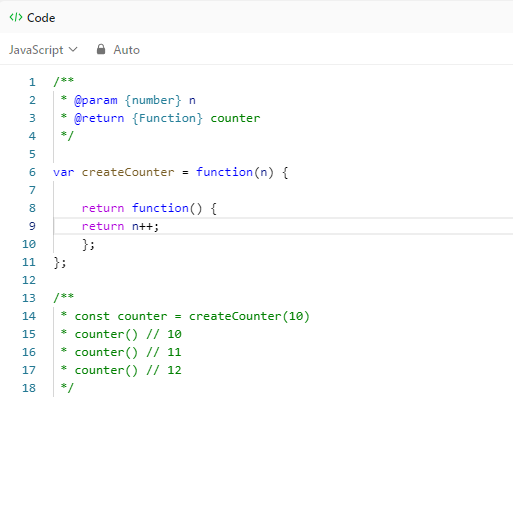 </> Code
JavaScript Auto
1 /**
2  * @param {number} n
3  * @return {Function} counter
4  */
5
6 var createCounter = function(n) {
7
8     return function() {
9     return n++;
10     };
11 };
12
13 /**
14  * const counter = createCounter(10)
15  * counter() // 10
16  * counter() // 11
17  * counter() // 12
18  */